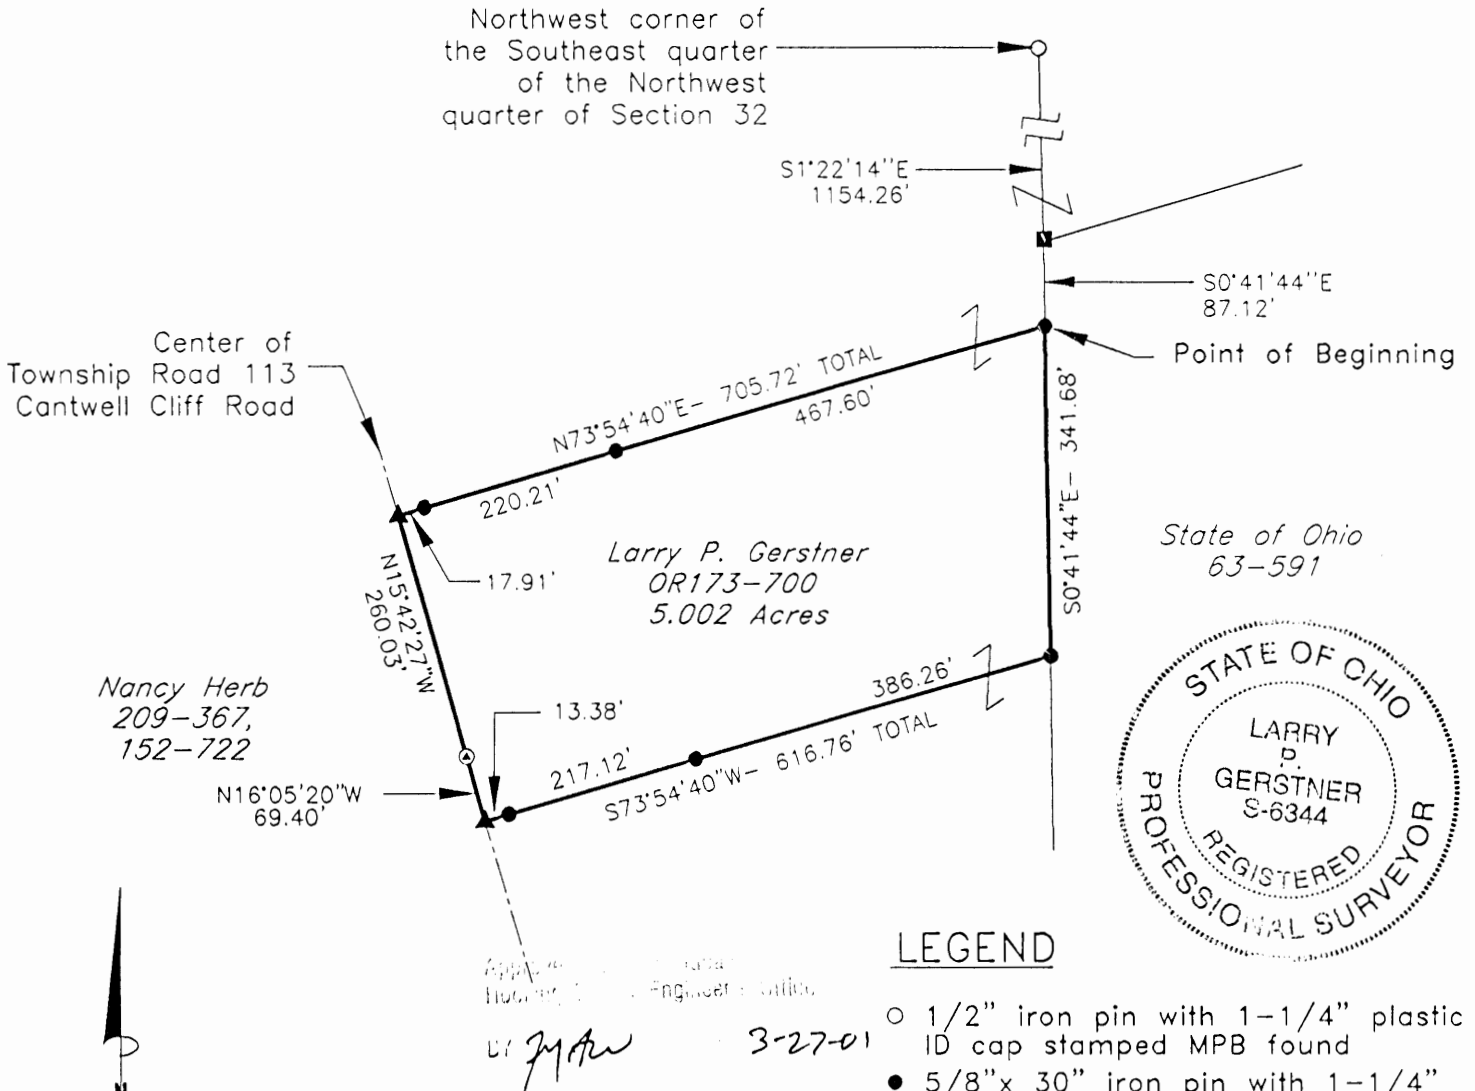 Northwest corner of
the Southeast quarter
of the Northwest
quarter of Section 32
S1°22'14"E
1154.26'
S0°41'44"E
87.12'
Point of Beginning
Center of
Township Road 113
Cantwell Cliff Road
N73°54'40"E- 705.72' TOTAL
467.60'
220.21'
17.91'
S0°41'44"E- 341.68'
Larry P. Gerstner
OR173-700
5.002 Acres
State of Ohio
63-591
N15°42'27"W
260.03'
Nancy Herb
209-367,
152-722
N16°05'20"W
69.40'
13.38'
217.12'
386.26'
S73°54'40"W- 616.76' TOTAL
STATE OF OHIO
LARRY
P.
GERSTNER
S-6344
REGISTERED
PROFESSIONAL SURVEYOR
Engineer
3-27-01
LEGEND
1/2" iron pin with 1-1/4" plastic
ID cap stamped MPB found
5/8"x 30" iron pin with 1-1/4"